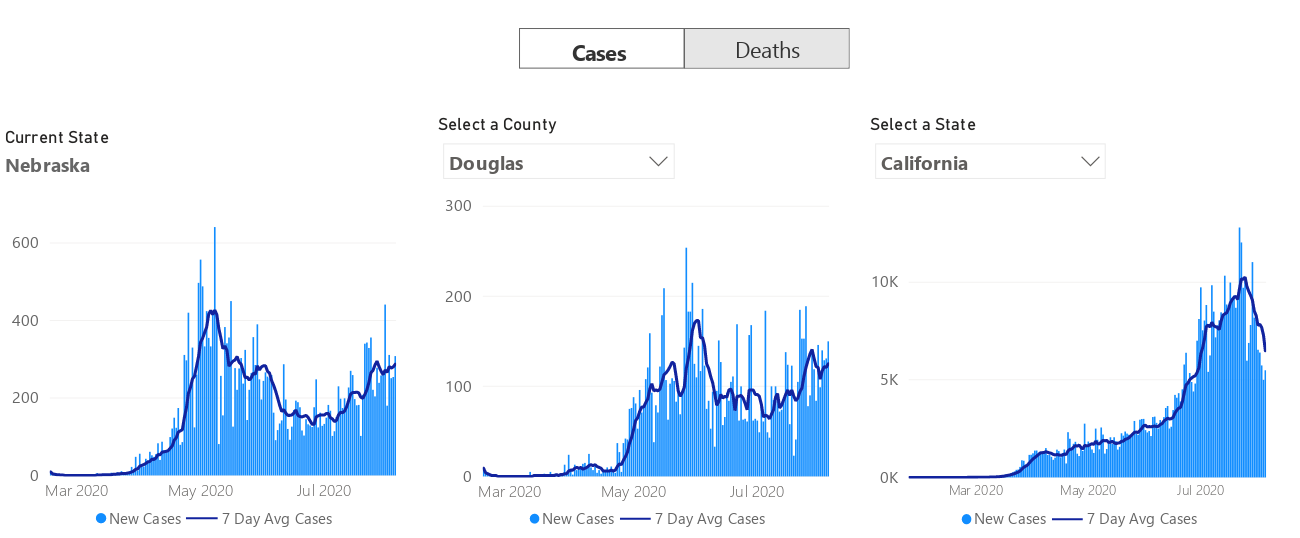 Cases Deaths
Current State
Nebraska
600
400
200
0
Mar 2020 May 2020 Jul 2020
New Cases 7 Day Avg Cases
Select a County
Douglas
300
200
100
0
Mar 2020 May 2020 Jul 2020
New Cases 7 Day Avg Cases
Select a State
California
10K
5K
0K
Mar 2020 May 2020 Jul 2020
New Cases 7 Day Avg Cases